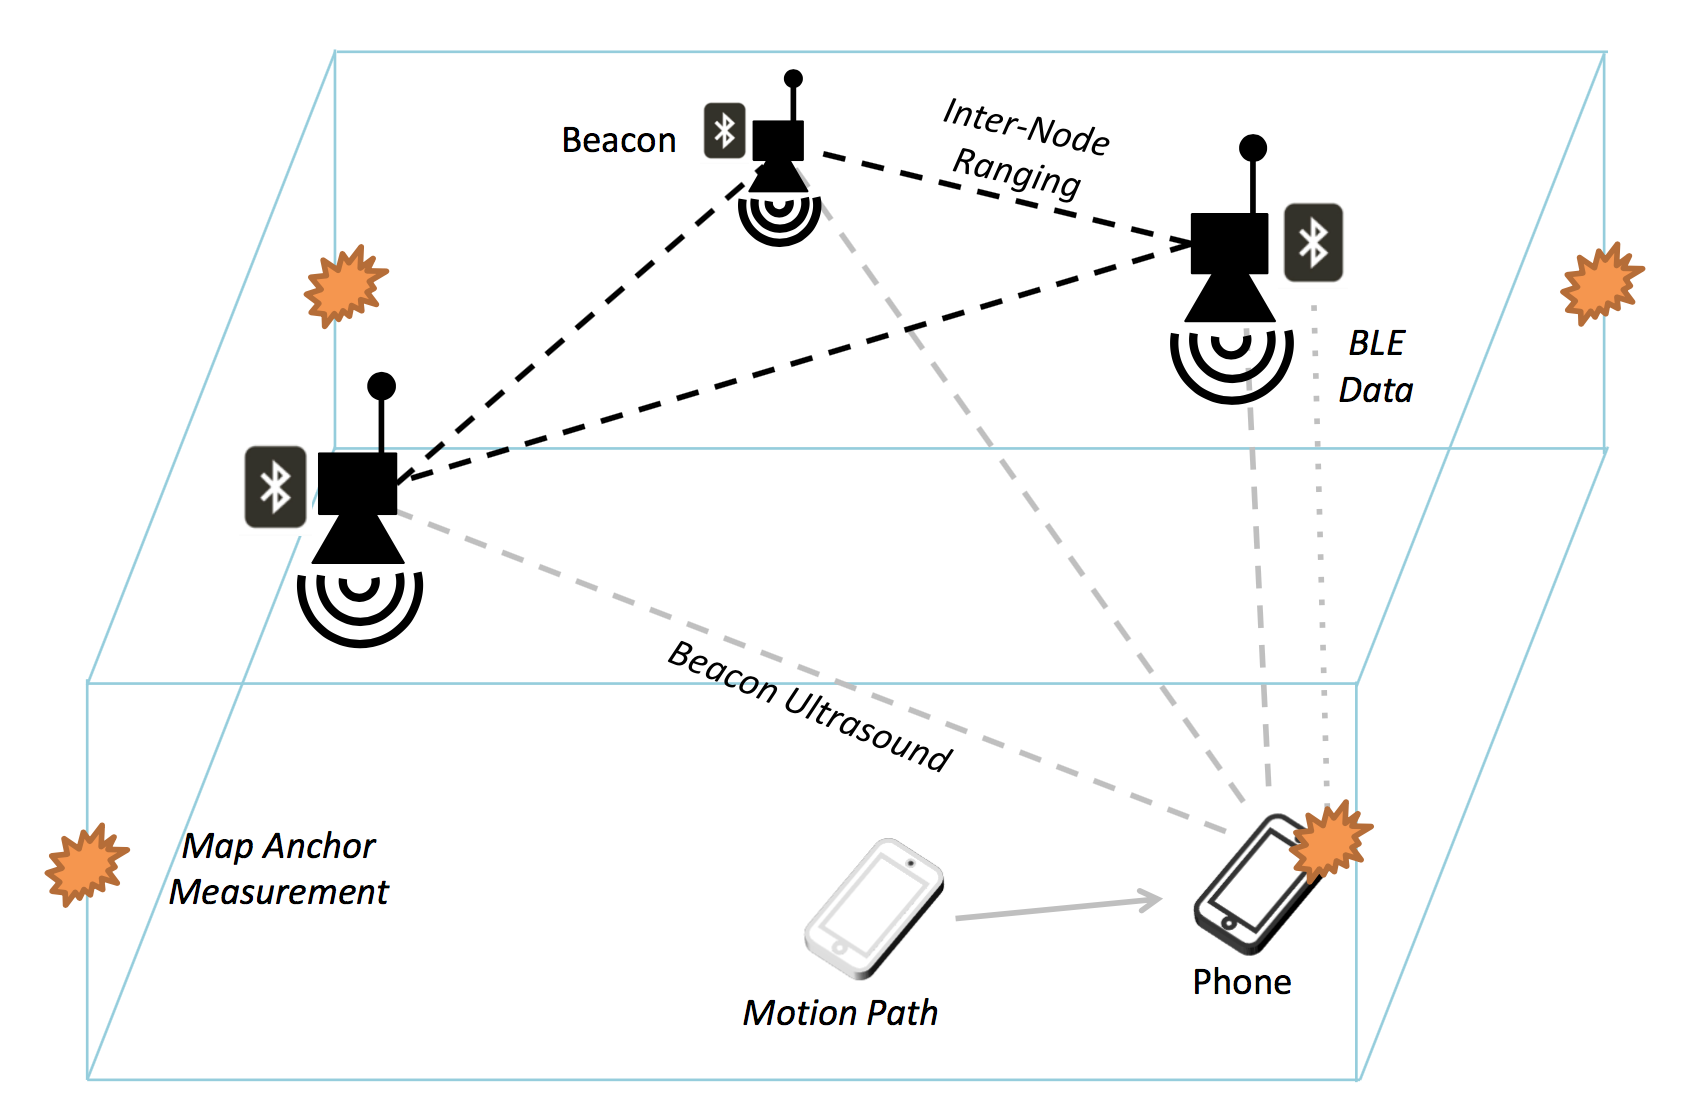 Beacon
Inter-Node
Ranging
BLE
Data
Beacon Ultrasound
Map Anchor
Measurement
Phone
Motion Path